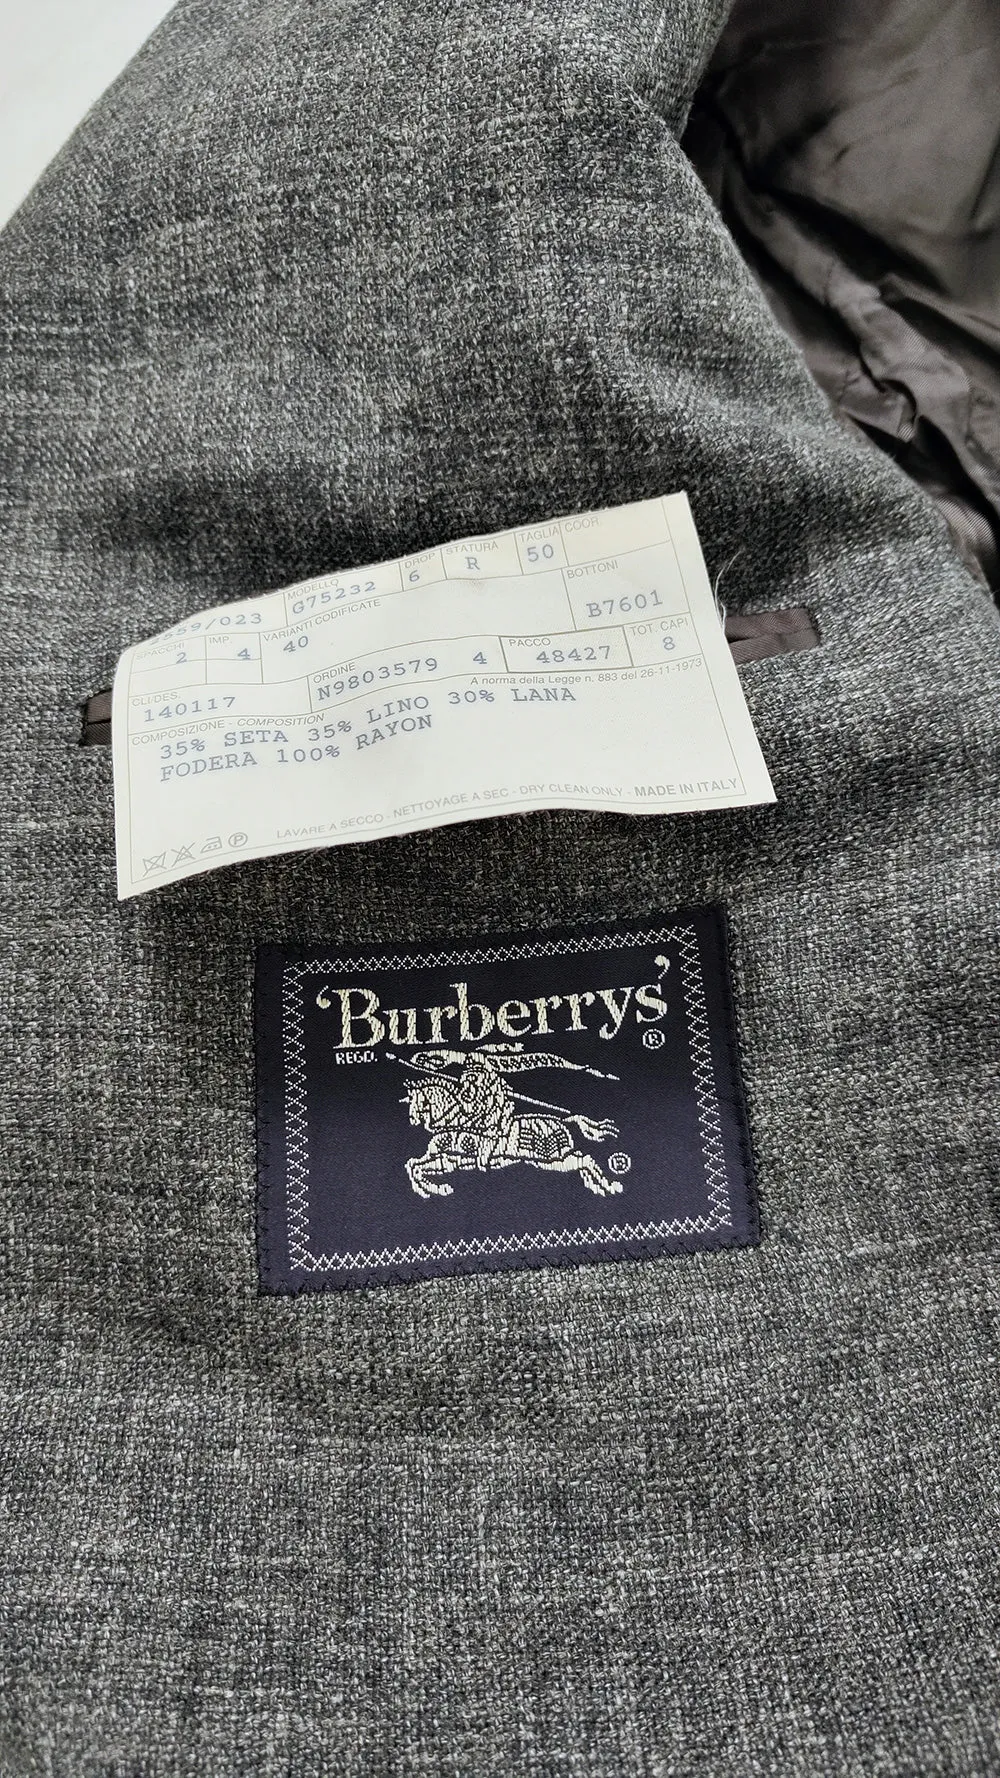 559/023
MODELLO
G75232
DROP
6
STATURA
R
TAGLIA
50
COOR.
SPACCHI
2
IMP.
4
VARIANTI CODIFICATE
40
BOTTONI
B7601
CLI/DES.
140117
ORDINE
N9803579 4
PACCO
48427
TOT. CAPI
8
A norma della Legge n. 883 del 26-11-1973
COMPOSIZIONE - COMPOSITION
35% SETA 35% LINO 30% LANA
FODERA 100% RAYON
LAVARE A SECCO - NETTOYAGE A SEC - DRY CLEAN ONLY - MADE IN ITALY
P
‘Burberrys’
REGD. ®
®